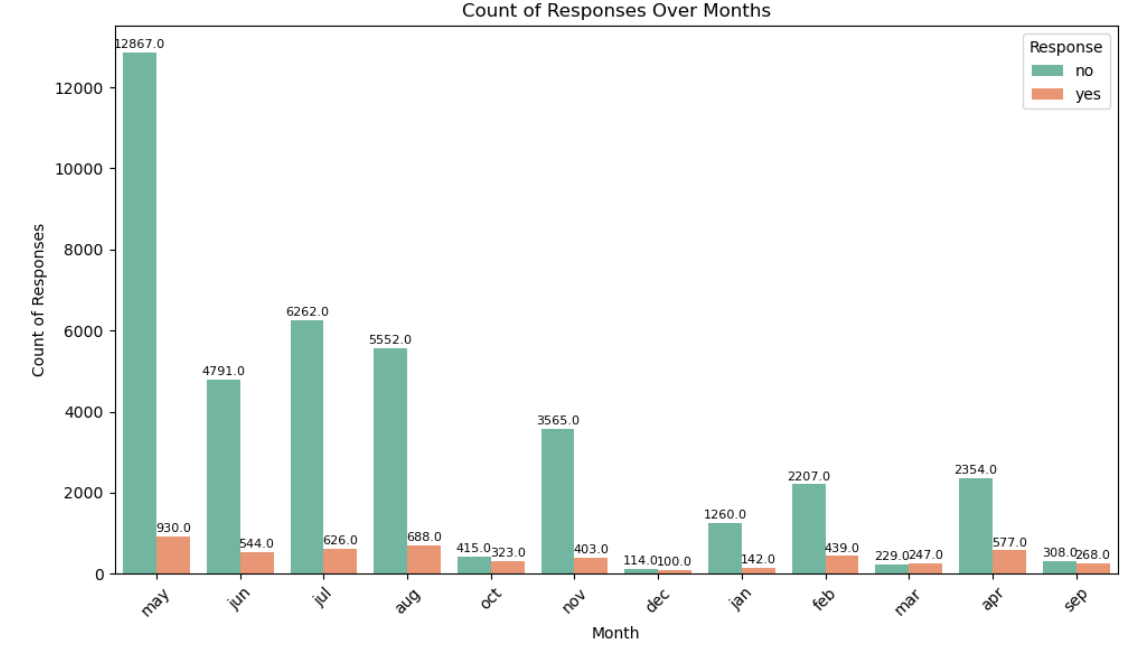 Count of Responses Over Months
Response
no
yes
Count of Responses
12000
10000
8000
6000
4000
2000
0
12867.0
930.0
4791.0
544.0
6262.0
626.0
5552.0
688.0
415.0
323.0
3565.0
403.0
114.0
100.0
1260.0
142.0
2207.0
439.0
229.0
247.0
2354.0
577.0
308.0
268.0
may
jun
jul
aug
oct
nov
dec
jan
feb
mar
apr
sep
Month